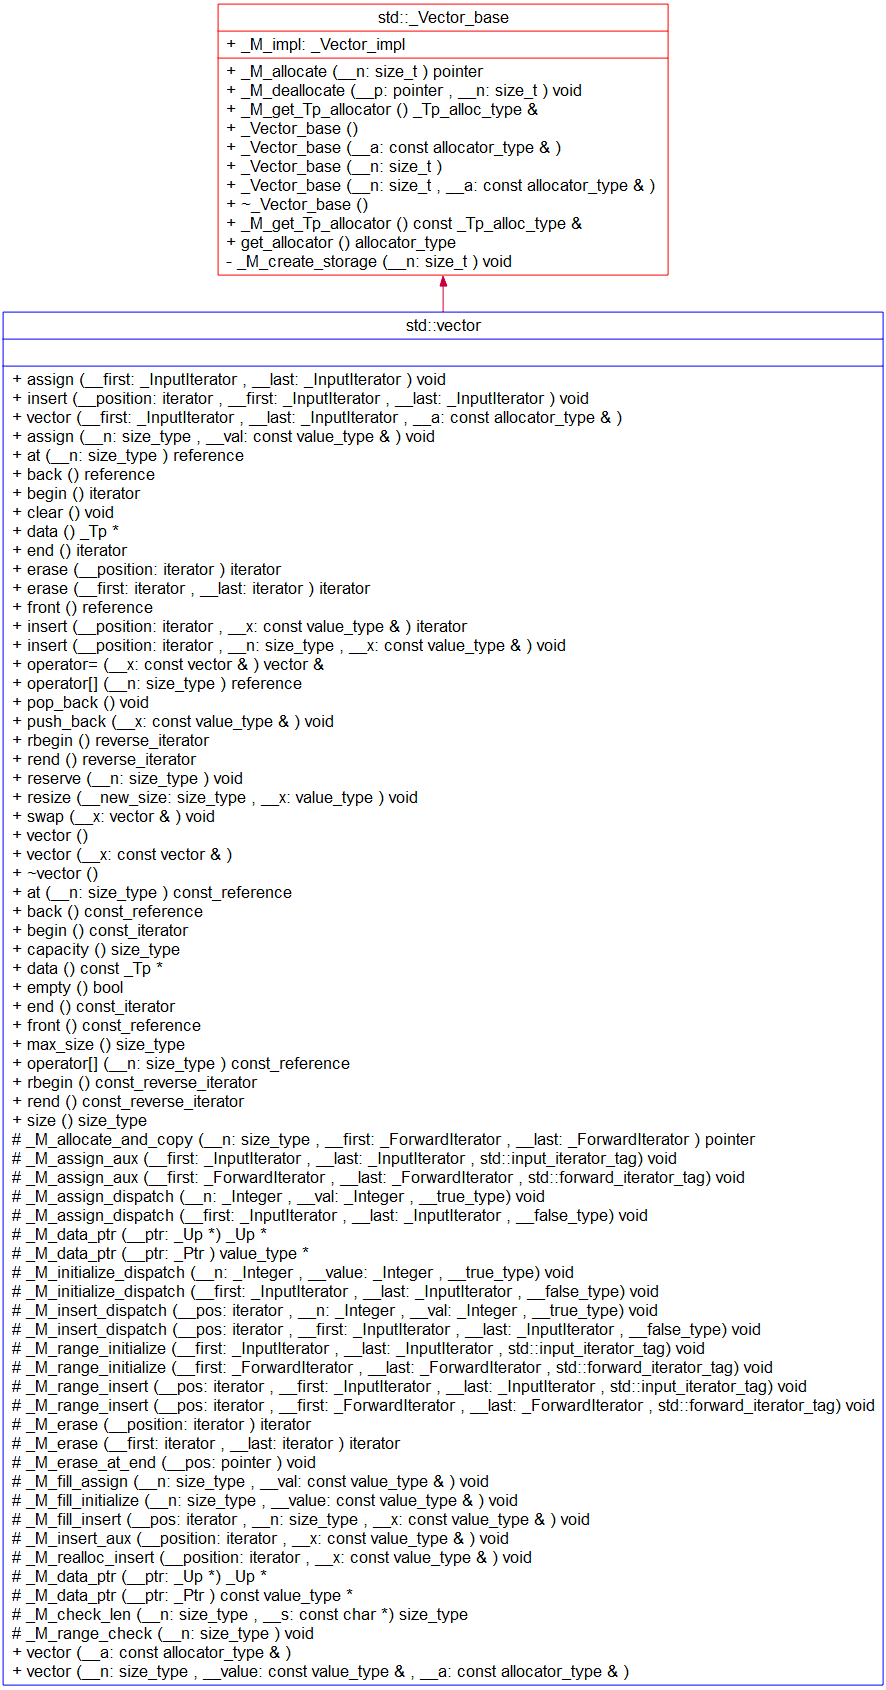 std::_Vector_base
+ _M_impl: _Vector_impl
+ _M_allocate (__n: size_t ) pointer
+ _M_deallocate (__p: pointer , __n: size_t ) void
+ _M_get_Tp_allocator () _Tp_alloc_type &
+ _Vector_base ()
+ _Vector_base (__a: const allocator_type & )
+ _Vector_base (__n: size_t )
+ _Vector_base (__n: size_t , __a: const allocator_type & )
+ ~_Vector_base ()
+ _M_get_Tp_allocator () const _Tp_alloc_type &
+ get_allocator () allocator_type
- _M_create_storage (__n: size_t ) void
std::vector
+ assign (__first: _InputIterator , __last: _InputIterator ) void
+ insert (__position: iterator , __first: _InputIterator , __last: _InputIterator ) void
+ vector (__first: _InputIterator , __last: _InputIterator , __a: const allocator_type & )
+ assign (__n: size_type , __val: const value_type & ) void
+ at (__n: size_type ) reference
+ back () reference
+ begin () iterator
+ clear () void
+ data () _Tp *
+ end () iterator
+ erase (__position: iterator ) iterator
+ erase (__first: iterator , __last: iterator ) iterator
+ front () reference
+ insert (__position: iterator , __x: const value_type & ) iterator
+ insert (__position: iterator , __n: size_type , __x: const value_type & ) void
+ operator= (__x: const vector & ) vector &
+ operator[] (__n: size_type ) reference
+ pop_back () void
+ push_back (__x: const value_type & ) void
+ rbegin () reverse_iterator
+ rend () reverse_iterator
+ reserve (__n: size_type ) void
+ resize (__new_size: size_type , __x: value_type ) void
+ swap (__x: vector & ) void
+ vector ()
+ vector (__x: const vector & )
+ ~vector ()
+ at (__n: size_type ) const_reference
+ back () const_reference
+ begin () const_iterator
+ capacity () size_type
+ data () const _Tp *
+ empty () bool
+ end () const_iterator
+ front () const_reference
+ max_size () size_type
+ operator[] (__n: size_type ) const_reference
+ rbegin () const_reverse_iterator
+ rend () const_reverse_iterator
+ size () size_type
# _M_allocate_and_copy (__n: size_type , __first: _ForwardIterator , __last: _ForwardIterator ) pointer
# _M_assign_aux (__first: _InputIterator , __last: _InputIterator , std::input_iterator_tag) void
# _M_assign_aux (__first: _ForwardIterator , __last: _ForwardIterator , std::forward_iterator_tag) void
# _M_assign_dispatch (__n: _Integer , __val: _Integer , __true_type) void
# _M_assign_dispatch (__first: _InputIterator , __last: _InputIterator , __false_type) void
# _M_data_ptr (__ptr: _Up *) _Up *
# _M_data_ptr (__ptr: _Ptr ) value_type *
# _M_initialize_dispatch (__n: _Integer , __value: _Integer , __true_type) void
# _M_initialize_dispatch (__first: _InputIterator , __last: _InputIterator , __false_type) void
# _M_insert_dispatch (__pos: iterator , __n: _Integer , __val: _Integer , __true_type) void
# _M_insert_dispatch (__pos: iterator , __first: _InputIterator , __last: _InputIterator , __false_type) void
# _M_range_initialize (__first: _InputIterator , __last: _InputIterator , std::input_iterator_tag) void
# _M_range_initialize (__first: _ForwardIterator , __last: _ForwardIterator , std::forward_iterator_tag) void
# _M_range_insert (__pos: iterator , __first: _InputIterator , __last: _InputIterator , std::input_iterator_tag) void
# _M_range_insert (__pos: iterator , __first: _ForwardIterator , __last: _ForwardIterator , std::forward_iterator_tag) void
# _M_erase (__position: iterator ) iterator
# _M_erase (__first: iterator , __last: iterator ) iterator
# _M_erase_at_end (__pos: pointer ) void
# _M_fill_assign (__n: size_type , __val: const value_type & ) void
# _M_fill_initialize (__n: size_type , __value: const value_type & ) void
# _M_fill_insert (__pos: iterator , __n: size_type , __x: const value_type & ) void
# _M_insert_aux (__position: iterator , __x: const value_type & ) void
# _M_realloc_insert (__position: iterator , __x: const value_type & ) void
# _M_data_ptr (__ptr: _Up *) _Up *
# _M_data_ptr (__ptr: _Ptr ) const value_type *
# _M_check_len (__n: size_type , __s: const char *) size_type
# _M_range_check (__n: size_type ) void
+ vector (__a: const allocator_type & )
+ vector (__n: size_type , __value: const value_type & , __a: const allocator_type & )